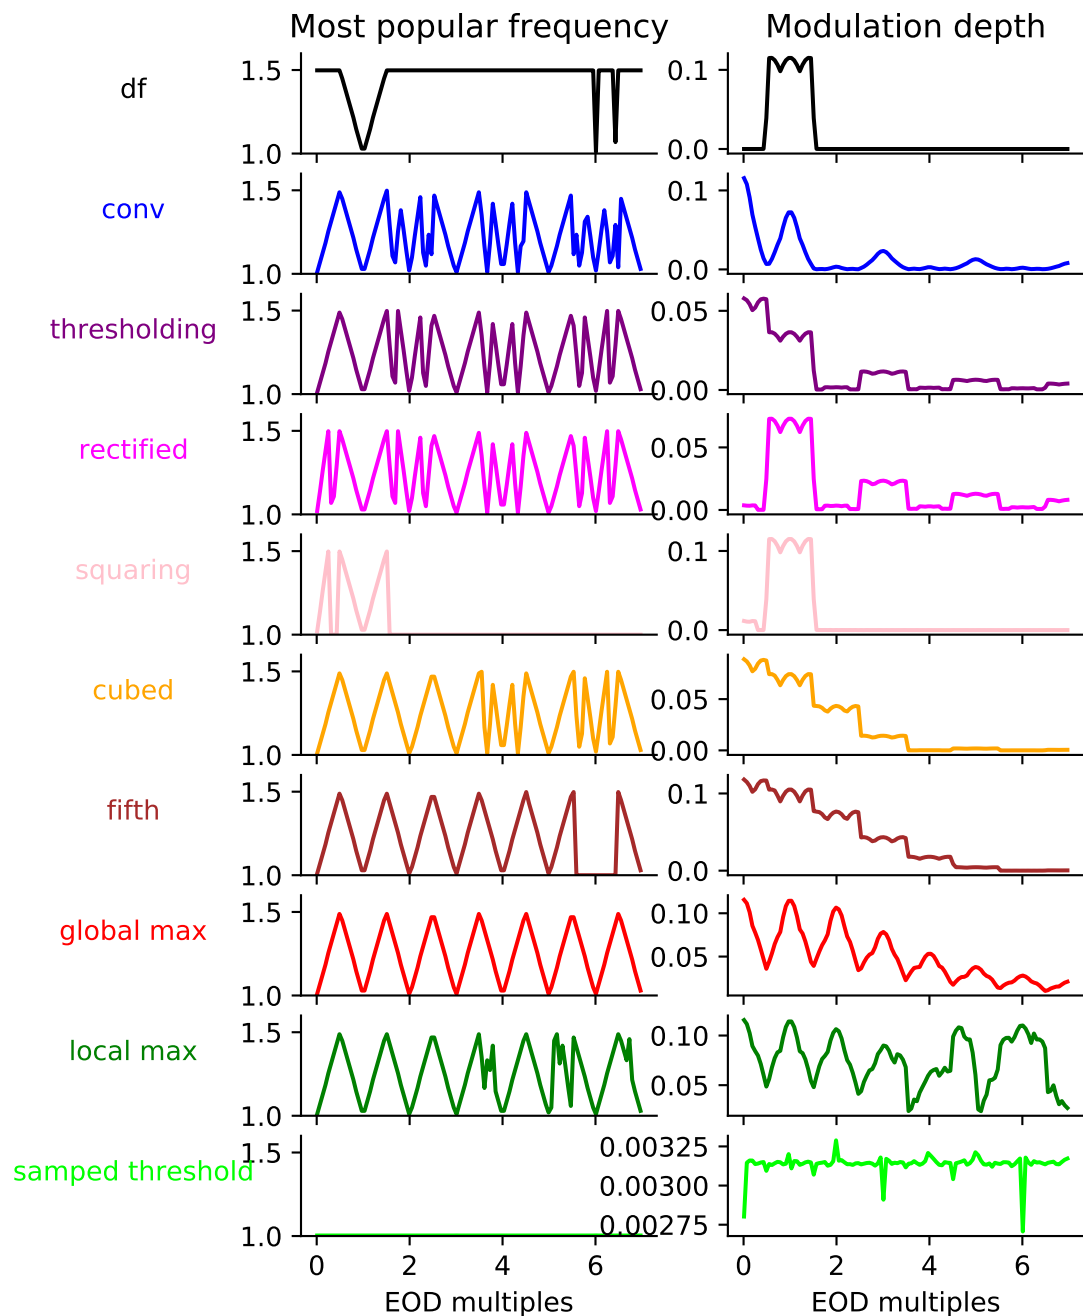 Most popular frequency Modulation depth
df 1.5 1.0 0.1 0.0
conv 1.5 1.0 0.1 0.0
thresholding 1.5 1.0 0.05 0.00
rectified 1.5 1.0 0.05 0.00
squaring 1.5 1.0 0.1 0.0
cubed 1.5 1.0 0.05 0.00
fifth 1.5 1.0 0.1 0.0
global max 1.5 1.0 0.10 0.05
local max 1.5 1.0 0.10 0.05
samped threshold 1.5 1.0 0.00325 0.00300 0.00275
0 2 4 6 0 2 4 6
EOD multiples EOD multiples